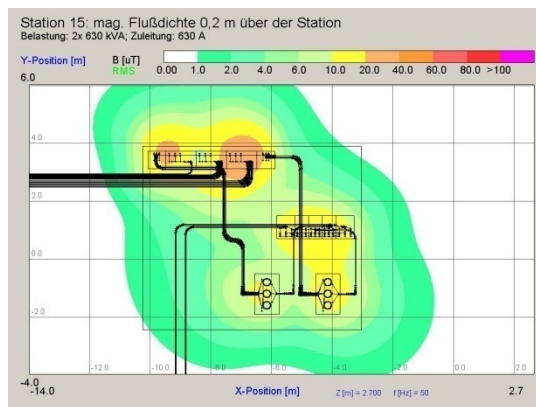 Station 15: mag. Flußdichte 0,2 m über der Station
Belastung: 2x 630 kVA; Zuleitung: 630 A
Y-Position [m] B [uT]
RMS 0.00 1.0 2.0 4.0 6.0 10.0 20.0 40.0 60.0 80.0 >100
6.0
4.0
2.0
0.0
-2.0
-12.0 -10.0 -8.0 -6.0 -4.0 -2.0 0.0 2.0
-4.0
-14.0 X-Position [m] Z [m] = 2.700 f [Hz] = 50 2.7